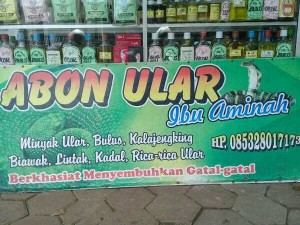 ABON ULAR
Ibu Aminah
Minyak Ular, Bulus, Kalajengking
Biawak, Lintah, Kadal, Rica-rica Ular
HP. 085328017173
Berkhasiat Menyembuhkan Gatal-gatal